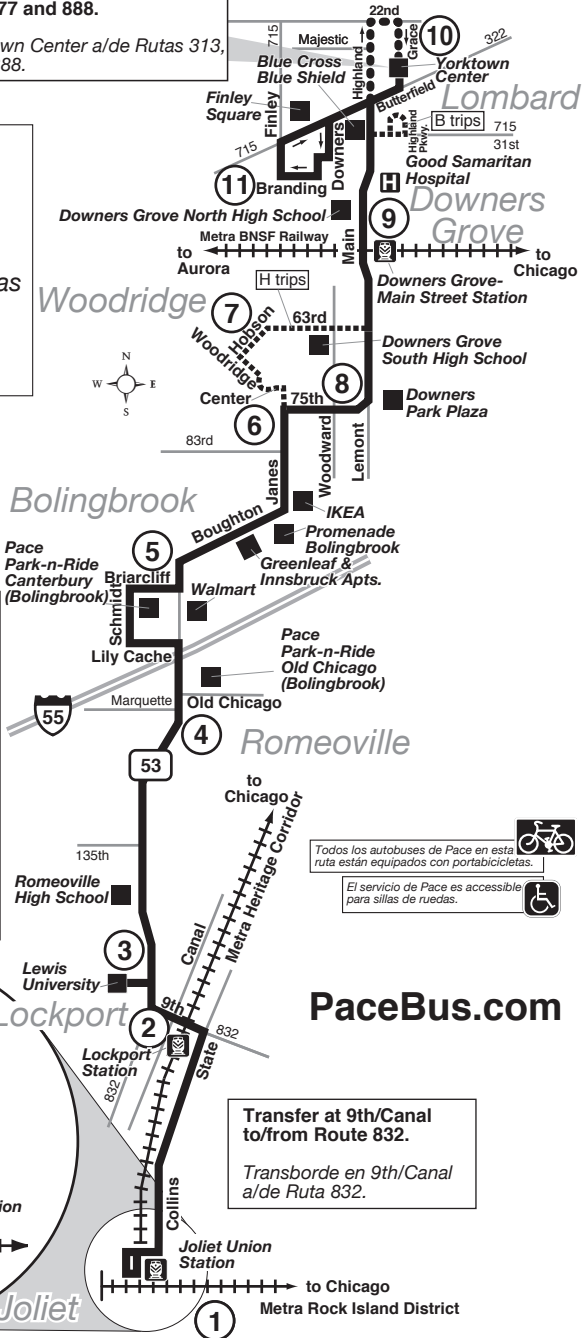 77 and 888.
wn Center a/de Rutas 313,
88.
22nd
715
Majestic
Highland
Grace
10
322
Blue Cross
Blue Shield
Yorktown
Center
Finley
Square
Finley
Butterfield
Lombard
B trips
715
31st
Highland
Pkwy.
715
Downers
Good Samaritan
Hospital
H
11
Branding
Downers Grove North High School
9
Downers
Grove
Metra BNSF Railway
Main
to
Aurora
to
Chicago
Downers Grove-
Main Street Station
as
Woodridge
H trips
7
63rd
Hobson
Woodridge
Downers Grove
South High School
N
W
E
S
8
Center
75th
Downers
Park Plaza
6
83rd
Janes
Woodward
Lemont
Bolingbrook
IKEA
Boughton
Promenade
Bolingbrook
Greenleaf &
Innsbruck Apts.
5
Pace
Park-n-Ride
Canterbury
(Bolingbrook)
Briarcliff
Walmart
Schmidt
Lily Cache
Pace
Park-n-Ride
Old Chicago
(Bolingbrook)
Marquette
Old Chicago
55
4
Romeoville
53
to
Chicago
Metra Heritage Corridor
135th
Todos los autobuses de Pace en esta
ruta están equipados con portabicicletas.
El servicio de Pace es accessible
para sillas de ruedas.
Romeoville
High School
3
Canal
Lewis
University
9th
Lockport
2
832
PaceBus.com
Lockport
Station
State
832
Transfer at 9th/Canal
to/from Route 832.
Transborde en 9th/Canal
a/de Ruta 832.
Collins
ion
Joliet Union
Station
to Chicago
Joliet
1
Metra Rock Island District